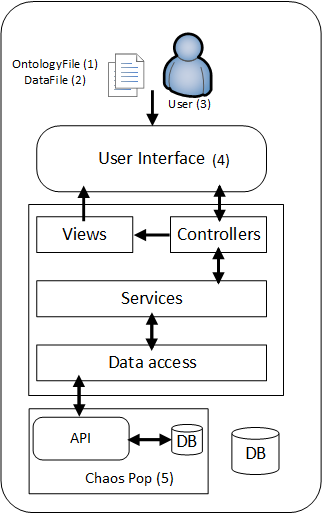 OntologyFile (1)
DataFile (2)
User (3)
User Interface (4)
Views
Controllers
Services
Data access
API
DB
DB
Chaos Pop (5)